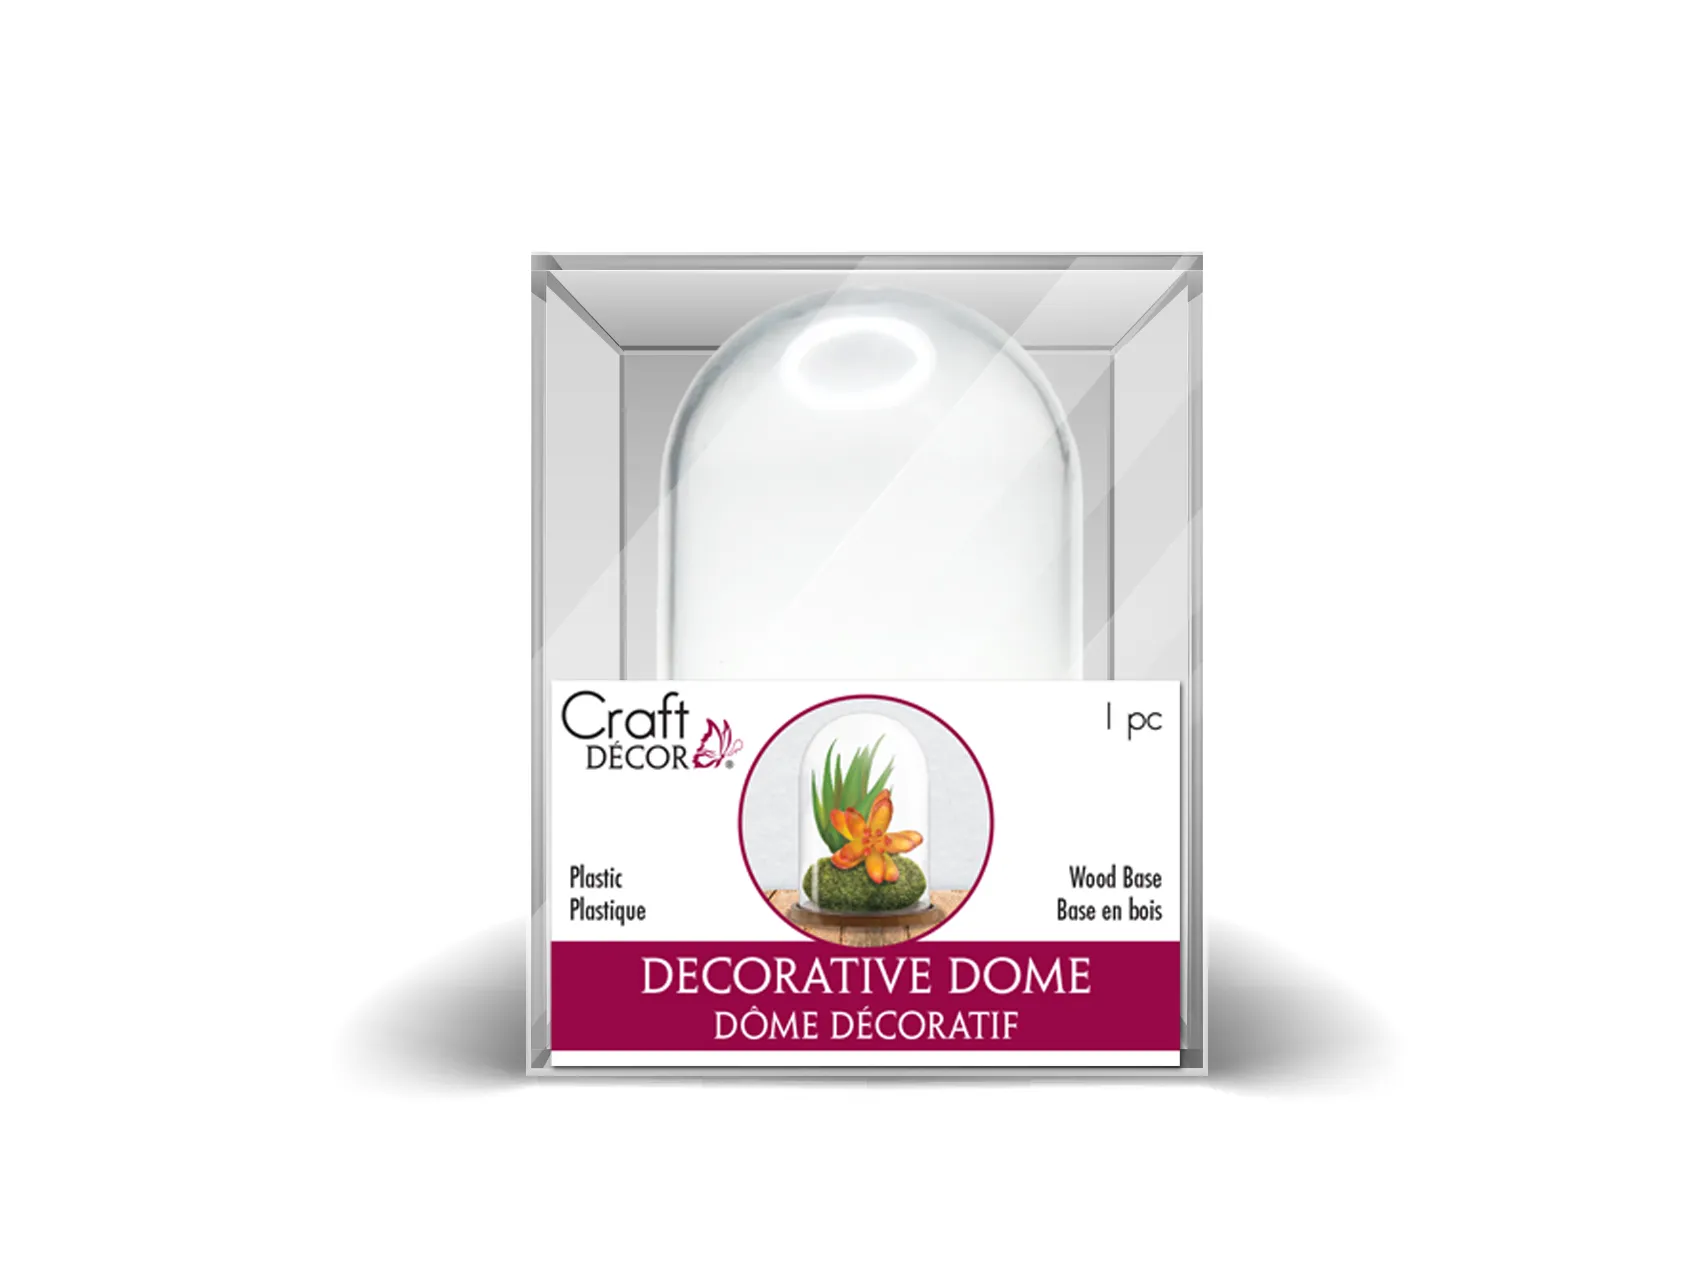 Craft
DÉCOR
®
1 pc
Plastic
Plastique
Wood Base
Base en bois
DECORATIVE DOME
DÔME DÉCORATIF